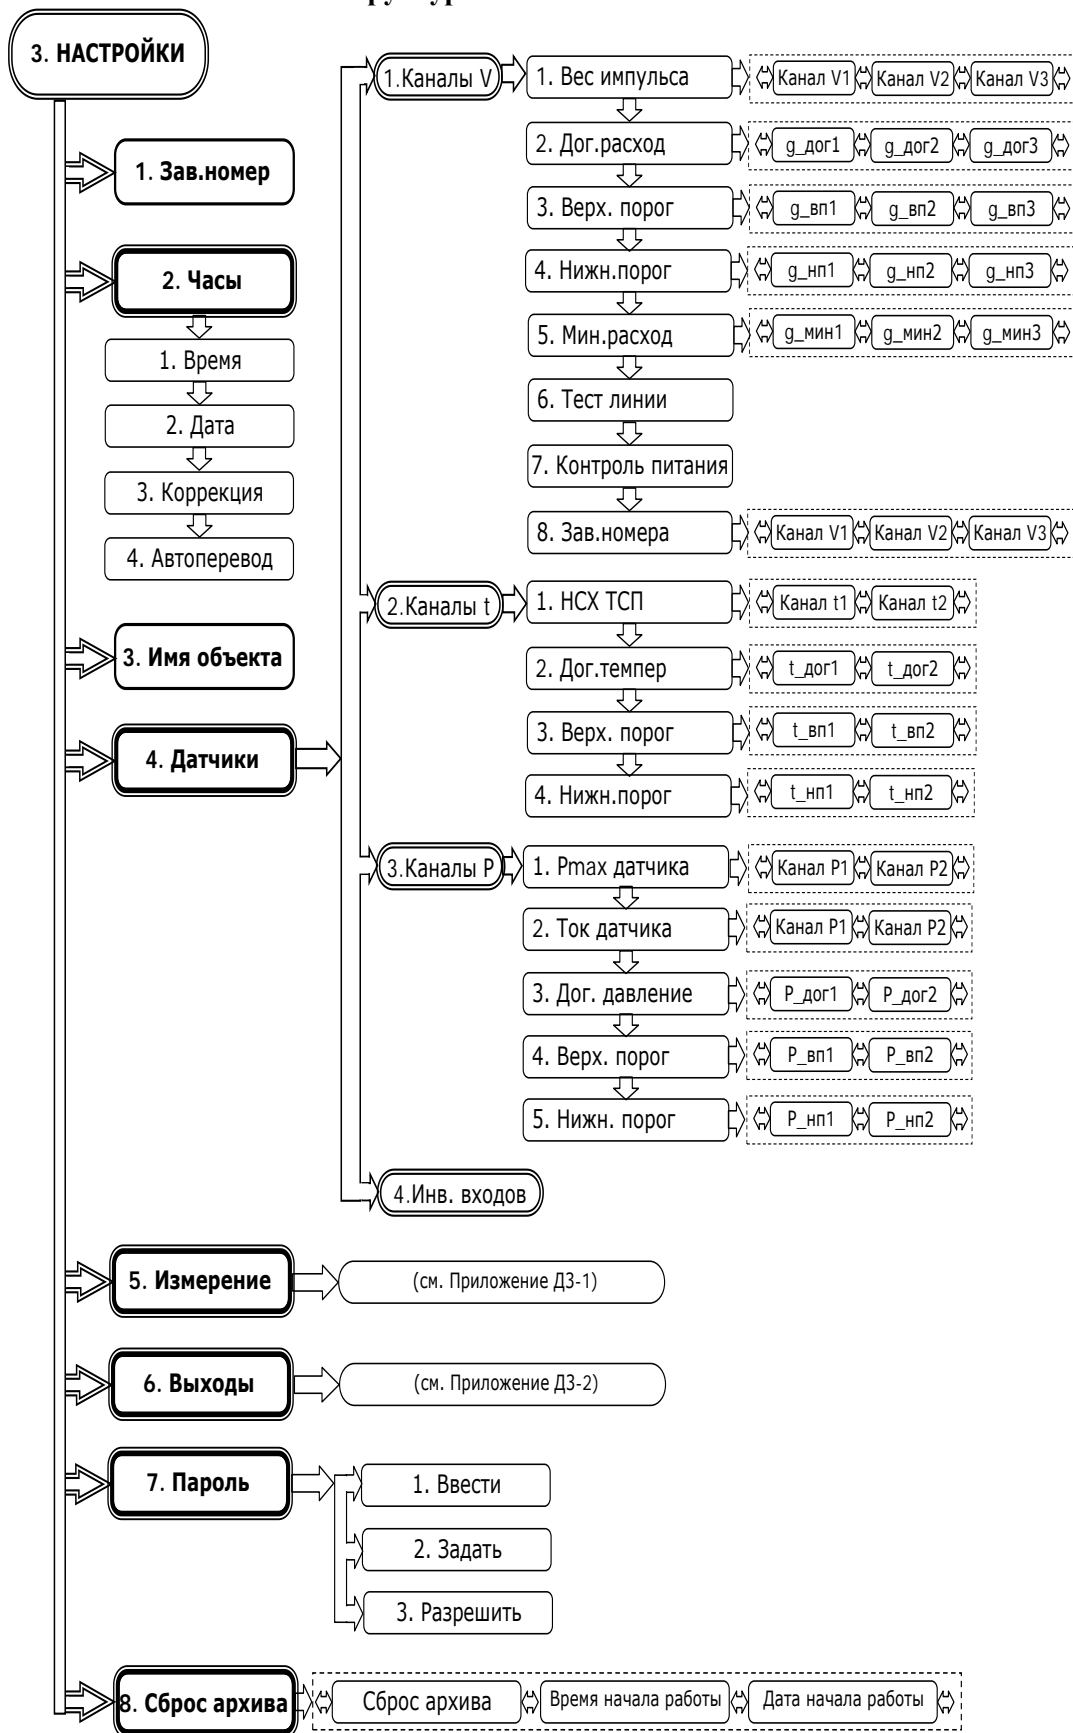 3. НАСТРОЙКИ
1. Зав.номер
2. Часы
1. Время
2. Дата
3. Коррекция
4. Автоперевод
3. Имя объекта
4. Датчики
1.Каналы V
1. Вес импульса
Канал V1 Канал V2 Канал V3
2. Дог.расход
g_дог1 g_дог2 g_дог3
3. Верх. порог
g_вп1 g_вп2 g_вп3
4. Нижн.порог
g_нп1 g_нп2 g_нп3
5. Мин.расход
g_мин1 g_мин2 g_мин3
6. Тест линии
7. Контроль питания
8. Зав.номера
Канал V1 Канал V2 Канал V3
2.Каналы t
1. НСХ ТСП
Канал t1 Канал t2
2. Дог.темпер
t_дог1 t_дог2
3. Верх. порог
t_вп1 t_вп2
4. Нижн.порог
t_нп1 t_нп2
3.Каналы P
1. Pmax датчика
Канал P1 Канал P2
2. Ток датчика
Канал P1 Канал P2
3. Дог. давление
P_дог1 P_дог2
4. Верх. порог
P_вп1 P_вп2
5. Нижн. порог
P_нп1 P_нп2
4.Инв. входов
5. Измерение
(см. Приложение Д3-1)
6. Выходы
(см. Приложение Д3-2)
7. Пароль
1. Ввести
2. Задать
3. Разрешить
8. Сброс архива
Сброс архива Время начала работы Дата начала работы